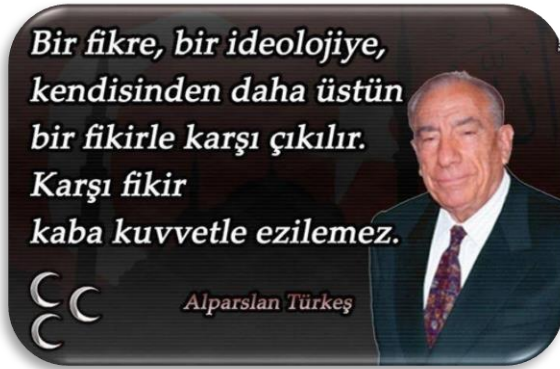 Bir fikre, bir ideolojiye,
kendisinden daha üstün
bir fikirle karşı çıkılır.
Karşı fikir
kaba kuvvetle ezilemez.
Alparslan Türkeş